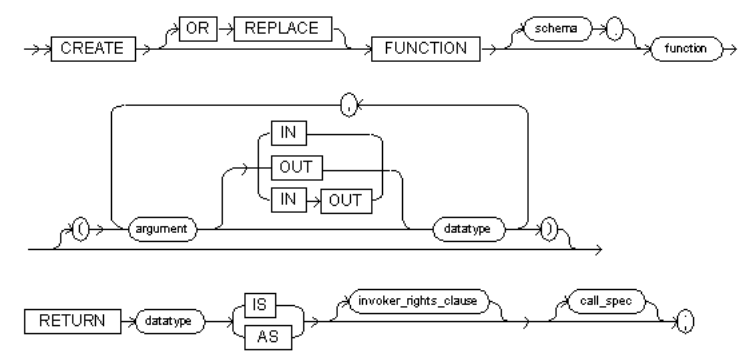 CREATE OR REPLACE FUNCTION schema . function
,
IN
OUT
IN OUT
( argument datatype )
RETURN datatype IS AS invoker_rights_clause call_spec ;